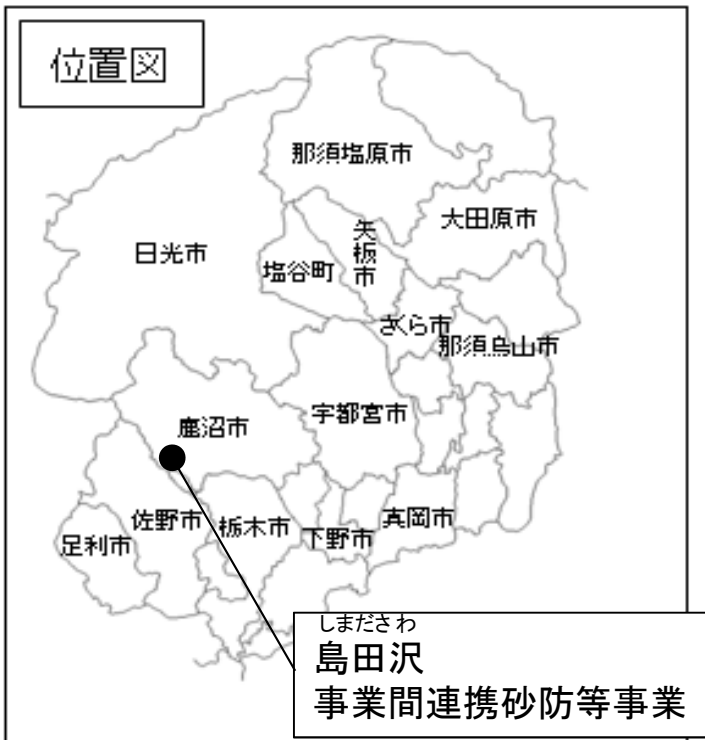 位置図
那須塩原市
大田原市
矢板市
日光市
塩谷町
さくら市
那須烏山市
宇都宮市
鹿沼市
佐野市
栃木市
下野市
真岡市
足利市
しまださわ
島田沢
事業間連携砂防等事業